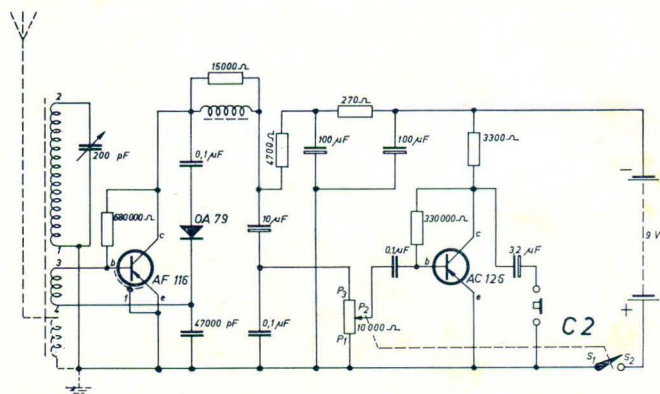 15000Ω
2
200 pF
0,1µF
4700Ω
100µF
270Ω
100µF
3300Ω
680000Ω
OA 79
10µF
330000Ω
0,1µF
3,2 µF
9 V
1
3
b
c
AF 116
1
e
4
47000 pF
0,1µF
P3
P2
P1
10000Ω
b
c
AC 126
e
C2
S1
S2